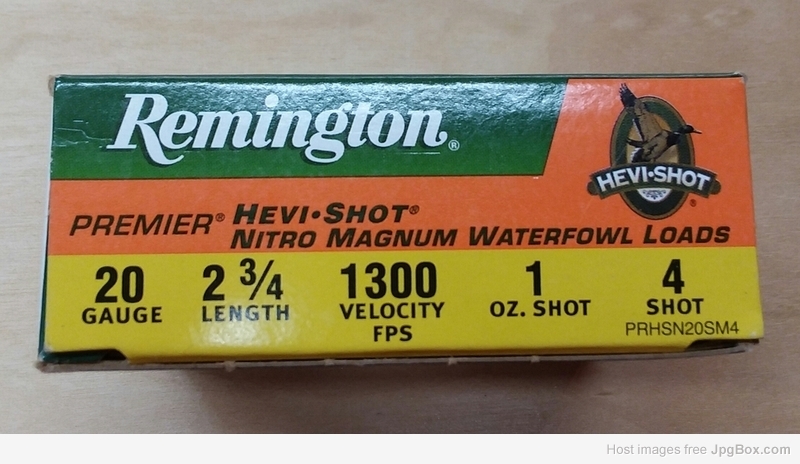 Remington®
HEVI•SHOT®
PREMIER® HEVI•SHOT®
NITRO MAGNUM WATERFOWL LOADS
20 GAUGE
2 3/4 LENGTH
1300 VELOCITY FPS
1 OZ. SHOT
4 SHOT
PRHSN20SM4
Host images free JpgBox.com